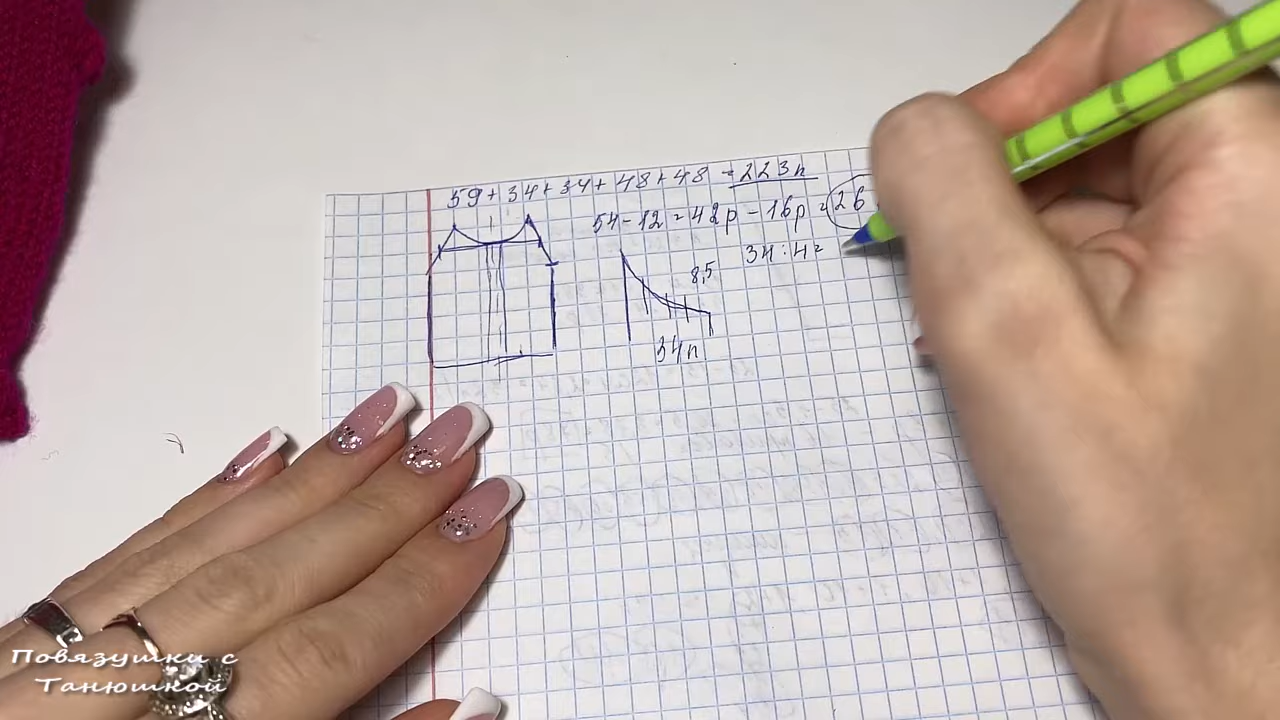 59+34+34+48+48 = 223п
54-12=42р-16р=26
34:4=
8,5
34п
Повязушки с
Танюшкой